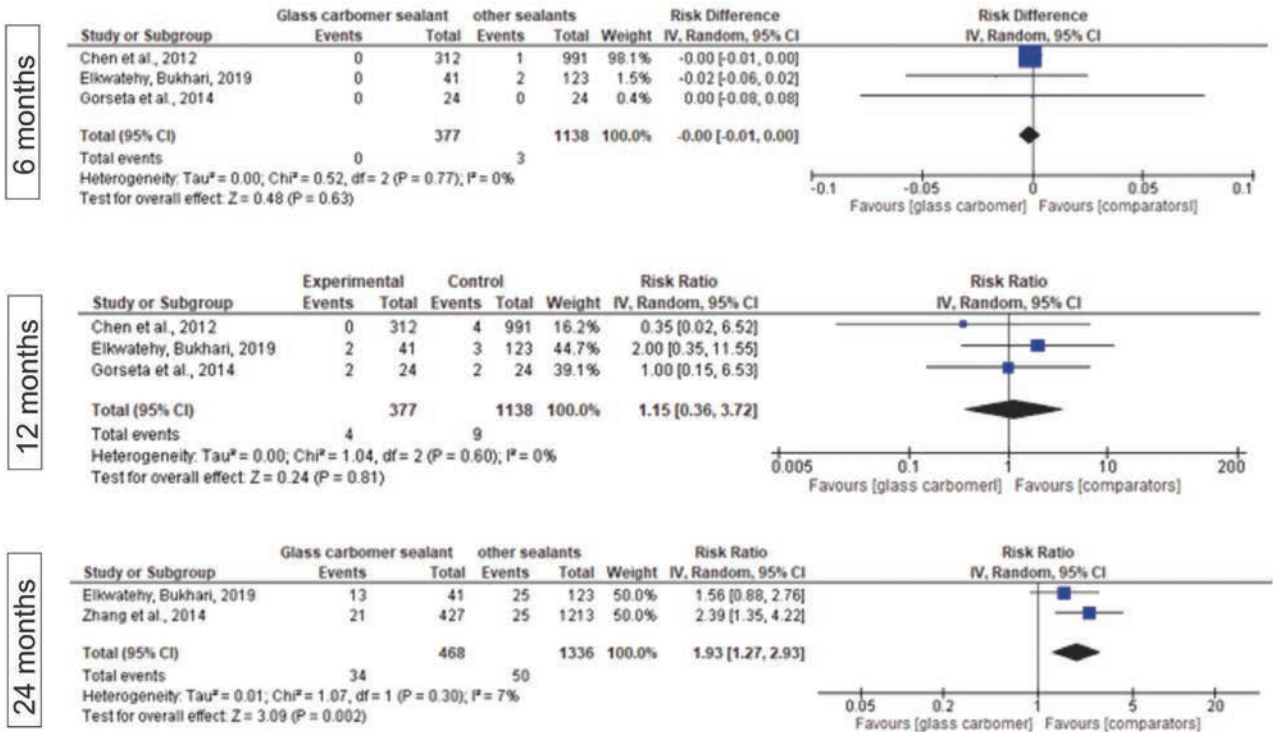 6 months
Glass carbomer sealant other sealants Risk Difference Risk Difference
Study or Subgroup Events Total Events Total Weight IV, Random, 95% CI IV, Random, 95% CI
Chen et al., 2012 0 312 1 991 98.1% -0.00 [-0.01, 0.00]
Elkwatehy, Bukhari, 2019 0 41 2 123 1.5% -0.02 [-0.06, 0.02]
Gorseta et al., 2014 0 24 0 24 0.4% 0.00 [-0.08, 0.08]
Total (95% CI) 377 1138 100.0% -0.00 [-0.01, 0.00]
Total events 0 3
Heterogeneity: Tau² = 0.00; Chi² = 0.52, df = 2 (P = 0.77); I² = 0%
Test for overall effect: Z = 0.48 (P = 0.63)
-0.1 -0.05 0 0.05 0.1
Favours [glass carbomer] Favours [comparatorsl]
12 months
Experimental Control Risk Ratio Risk Ratio
Study or Subgroup Events Total Events Total Weight IV, Random, 95% CI IV, Random, 95% CI
Chen et al., 2012 0 312 4 991 16.2% 0.35 [0.02, 6.52]
Elkwatehy, Bukhari, 2019 2 41 3 123 44.7% 2.00 [0.35, 11.55]
Gorseta et al., 2014 2 24 2 24 39.1% 1.00 [0.15, 6.53]
Total (95% CI) 377 1138 100.0% 1.15 [0.36, 3.72]
Total events 4 9
Heterogeneity: Tau² = 0.00; Chi² = 1.04, df = 2 (P = 0.60); I² = 0%
Test for overall effect: Z = 0.24 (P = 0.81)
0.005 0.1 1 10 200
Favours [glass carbomerl] Favours [comparators]
24 months
Glass carbomer sealant other sealants Risk Ratio Risk Ratio
Study or Subgroup Events Total Events Total Weight IV, Random, 95% CI IV, Random, 95% CI
Elkwatehy, Bukhari, 2019 13 41 25 123 50.0% 1.56 [0.88, 2.76]
Zhang et al., 2014 21 427 25 1213 50.0% 2.39 [1.35, 4.22]
Total (95% CI) 468 1336 100.0% 1.93 [1.27, 2.93]
Total events 34 50
Heterogeneity: Tau² = 0.01; Chi² = 1.07, df = 1 (P = 0.30); I² = 7%
Test for overall effect: Z = 3.09 (P = 0.002)
0.05 0.2 1 5 20
Favours [glass carbomer] Favours [comparators]